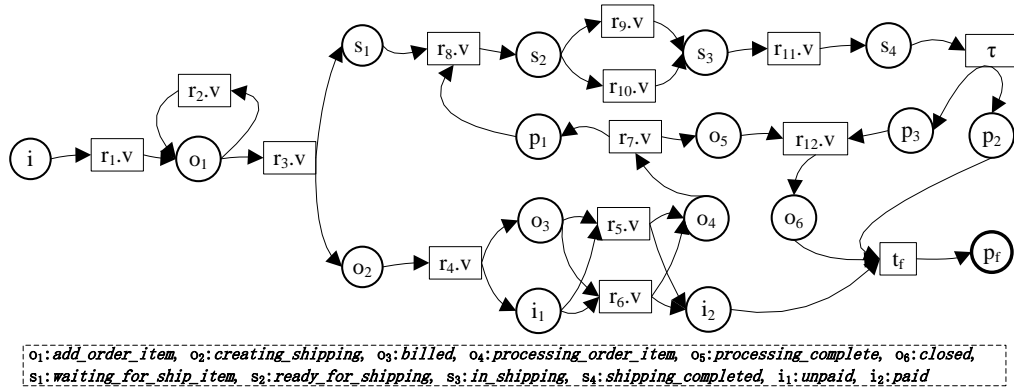 r₉.v
s₁ r₈.v s₂ s₃ r₁₁.v s₄ τ
r₂.v r₁₀.v
p₁ r₇.v o₅ r₁₂.v p₃ p₂
i r₁.v o₁ r₃.v
o₃ r₅.v o₄ o₆
o₂ r₄.v t_f p_f
i₁ r₆.v i₂
o₁:add_order_item, o₂:creating_shipping, o₃:billed, o₄:processing_order_item, o₅:processing_complete, o₆:closed,
s₁:waiting_for_ship_item, s₂:ready_for_shipping, s₃:in_shipping, s₄:shipping_completed, i₁:unpaid, i₂:paid